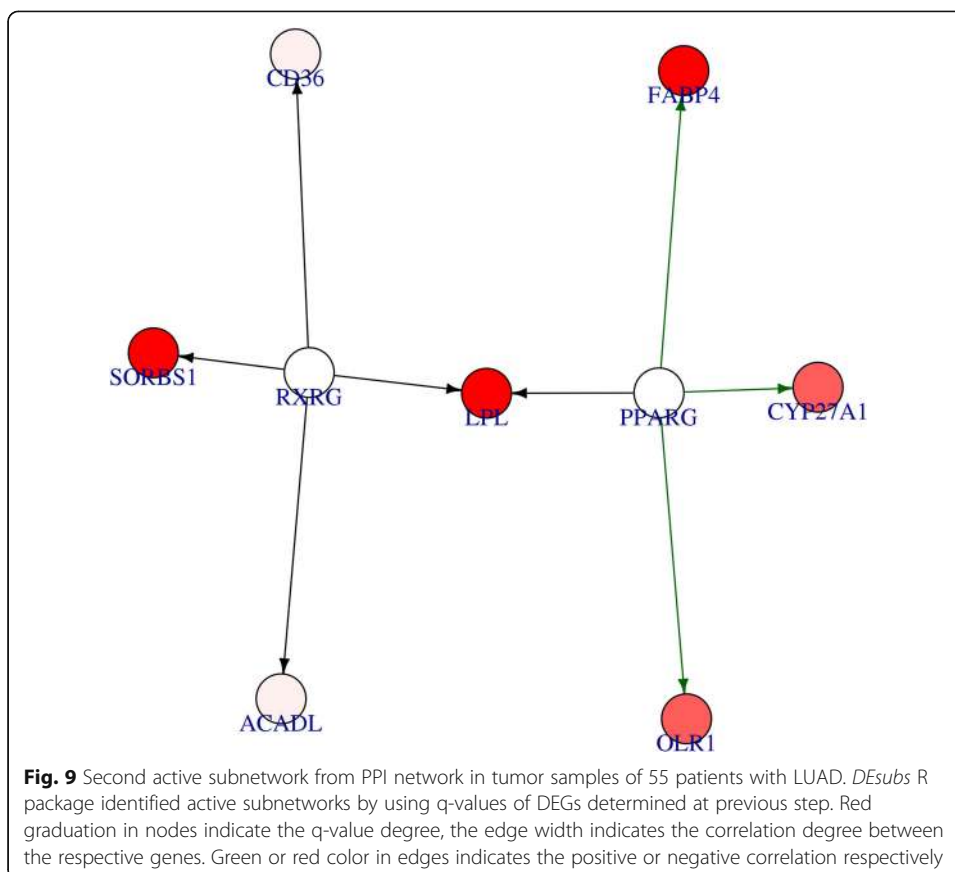 CD36
FABP4
SORBS1
RXRG
LPL
PPARG
CYP27A1
ACADL
OLR1
Fig. 9 Second active subnetwork from PPI network in tumor samples of 55 patients with LUAD. DEsubs R
package identified active subnetworks by using q-values of DEGs determined at previous step. Red
graduation in nodes indicate the q-value degree, the edge width indicates the correlation degree between
the respective genes. Green or red color in edges indicates the positive or negative correlation respectively